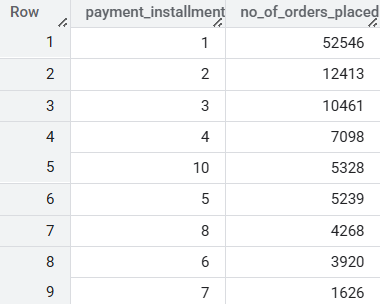 Row payment_installment no_of_orders_placed
1 1 52546
2 2 12413
3 3 10461
4 4 7098
5 10 5328
6 5 5239
7 8 4268
8 6 3920
9 7 1626